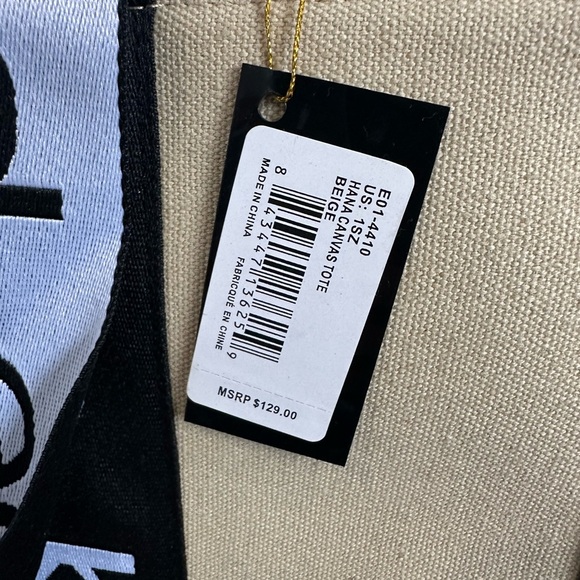 E01-4410
US: 1SZ
HANA CANVAS TOTE
BEIGE
8 43447 13625 9
MADE IN CHINA
FABRIQUÉ EN CHINE
MSRP $129.00
k